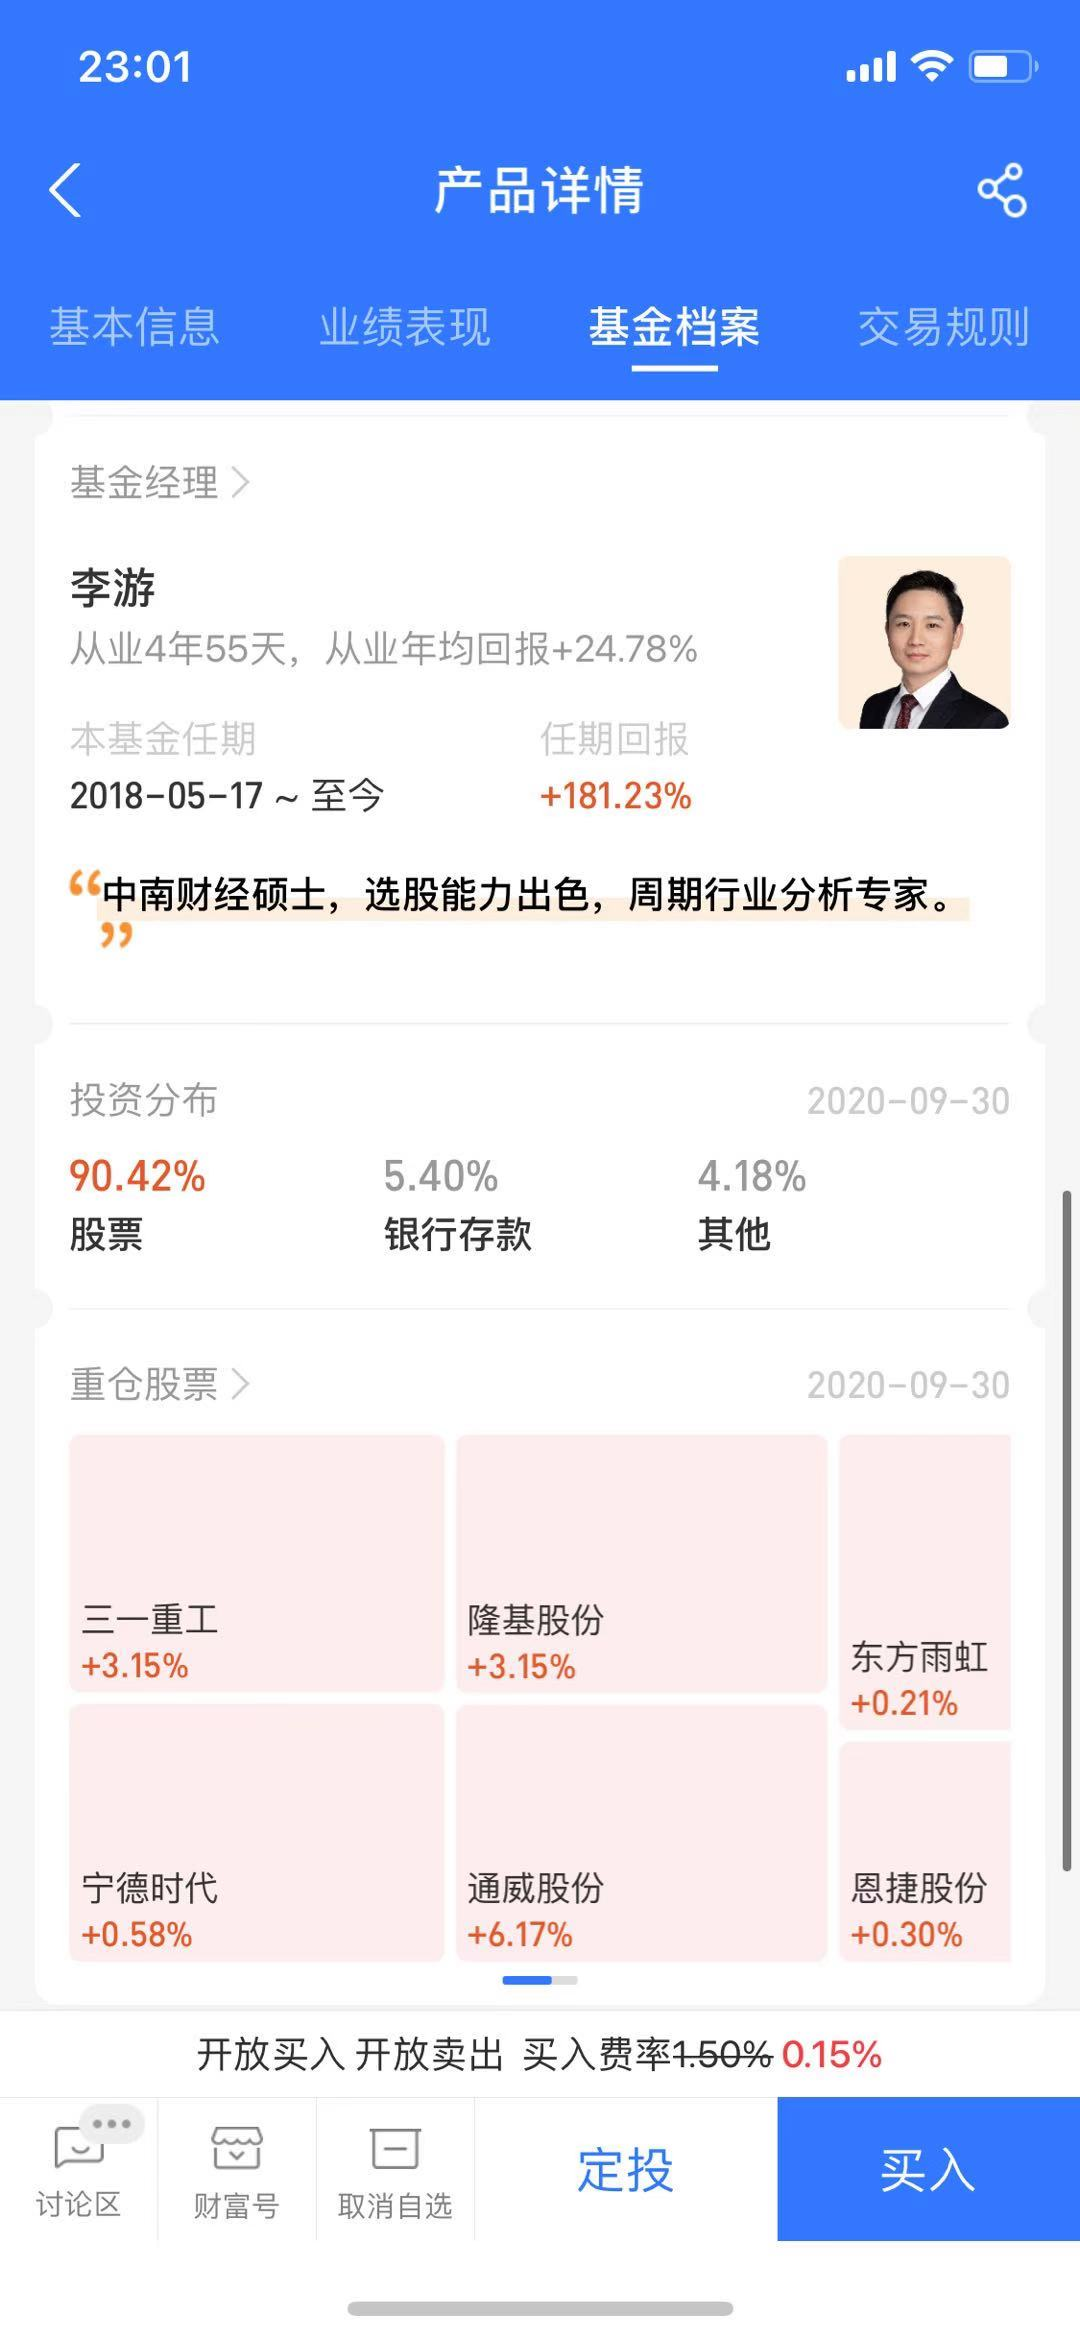 23:01
产品详情
基本信息 业绩表现 基金档案 交易规则
基金经理
李游
从业4年55天，从业年均回报+24.78%
本基金任期 任期回报
2018-05-17 ~ 至今 +181.23%
“中南财经硕士，选股能力出色，周期行业分析专家。
”
投资分布 2020-09-30
90.42% 5.40% 4.18%
股票 银行存款 其他
重仓股票 2020-09-30
三一重工 隆基股份
+3.15% +3.15%
东方雨虹
+0.21%
宁德时代 通威股份 恩捷股份
+0.58% +6.17% +0.30%
开放买入 开放卖出 买入费率1.50% 0.15%
讨论区 财富号 取消自选 定投 买入